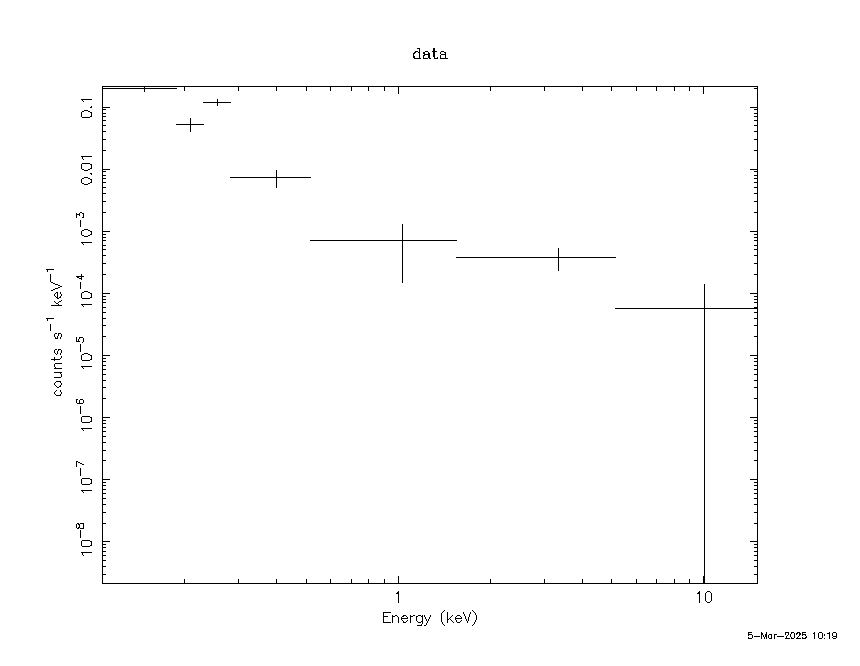 data
0.1
0.01
10⁻³
10⁻⁴
10⁻⁵
10⁻⁶
10⁻⁷
10⁻⁸
counts s⁻¹ keV⁻¹
1 10
Energy (keV)
5-Mar-2025 10:19